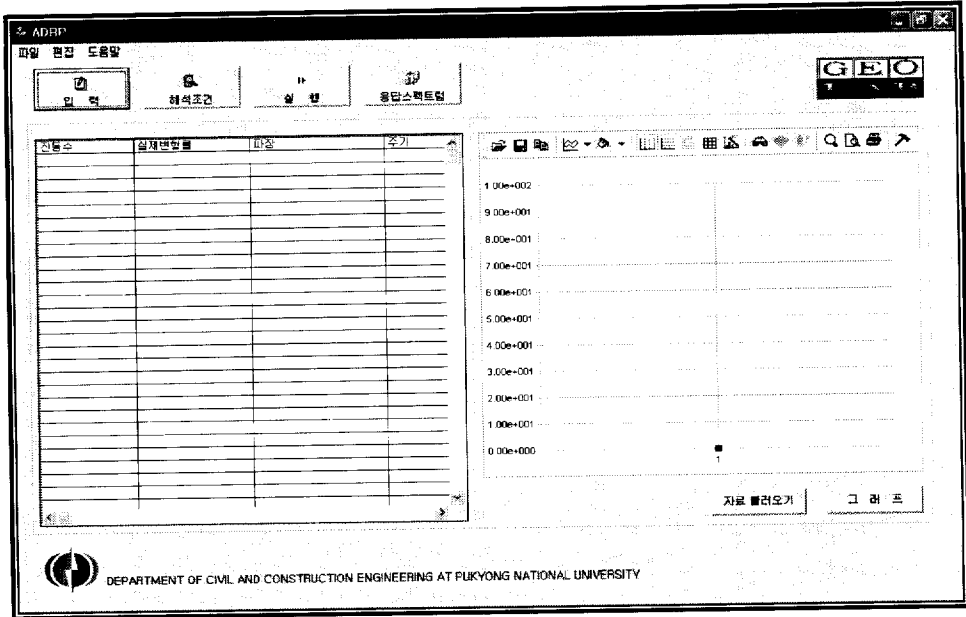 ADRP
파일 편집 도움말
입 력
해석조건
실 행
응답스펙트럼
GEO
진동수 실제변형률 파장 주기
1.00e+002
9.00e+001
8.00e+001
7.00e+001
6.00e+001
5.00e+001
4.00e+001
3.00e+001
2.00e+001
1.00e+001
0.00e+000
1
자료 불러오기
그 래 프
DEPARTMENT OF CIVIL AND CONSTRUCTION ENGINEERING AT PUKYONG NATIONAL UNIVERSITY